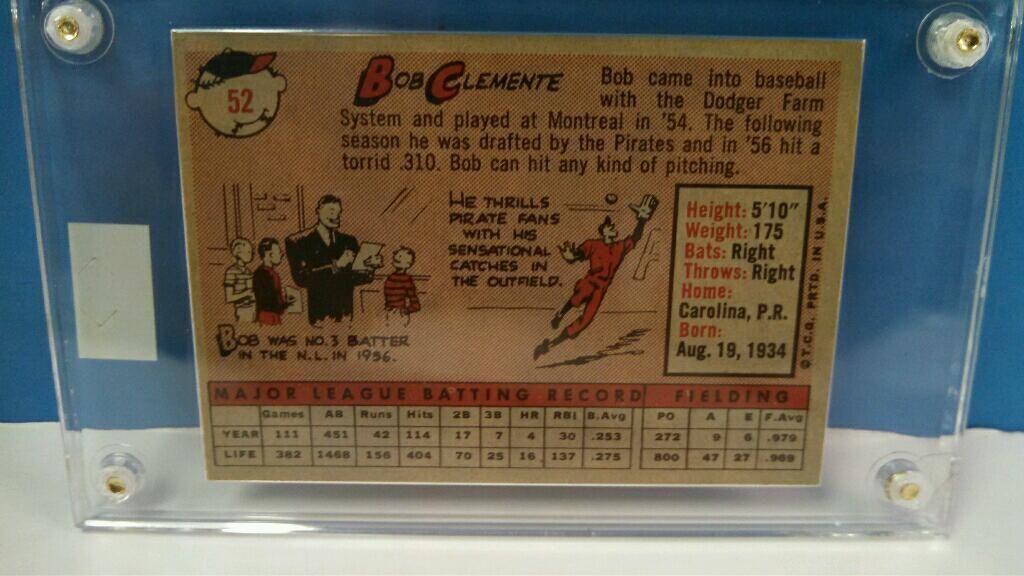 52
BOB CLEMENTE Bob came into baseball
with the Dodger Farm
System and played at Montreal in '54. The following
season he was drafted by the Pirates and in '56 hit a
torrid .310. Bob can hit any kind of pitching.
HE THRILLS
PIRATE FANS
WITH HIS
SENSATIONAL
CATCHES IN
THE OUTFIELD.
BOB WAS NO. 3 BATTER
IN THE N.L. IN 1956.
Height: 5'10"
Weight: 175
Bats: Right
Throws: Right
Home:
Carolina, P.R.
Born:
Aug. 19, 1934
©T.C.G. PRTD. IN U.S.A.
MAJOR LEAGUE BATTING RECORD FIELDING
Games AB Runs Hits 2B 3B HR RBI B.Avg PO A E F.Avg
YEAR 111 451 42 114 17 7 4 30 .253 272 9 6 .979
LIFE 382 1468 156 404 70 25 16 137 .275 800 47 27 .969